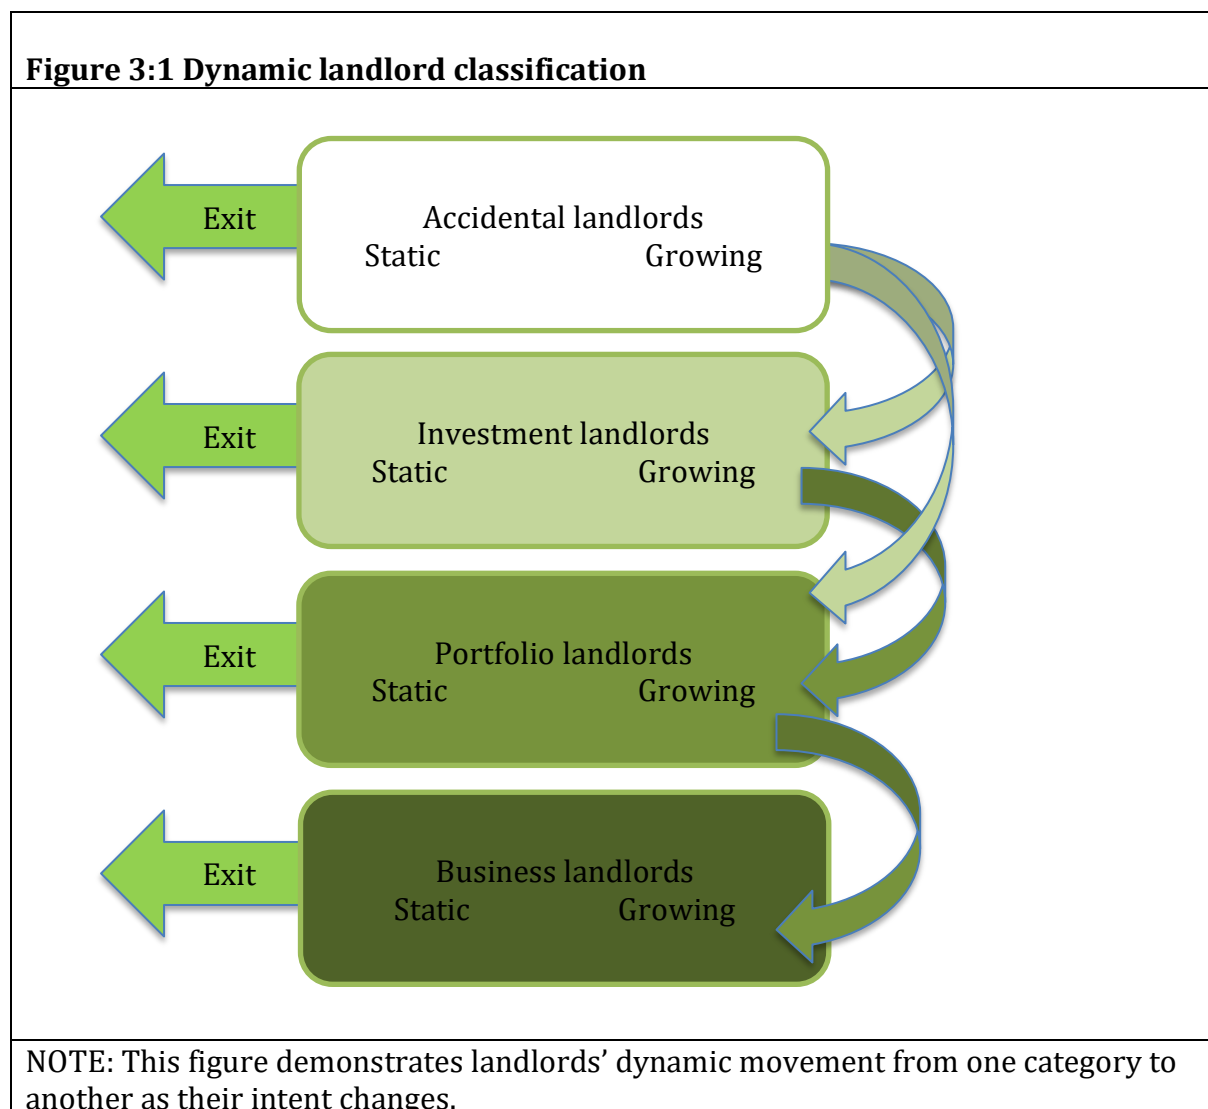 Figure 3:1 Dynamic landlord classification
Exit
Accidental landlords
Static Growing
Exit
Investment landlords
Static Growing
Exit
Portfolio landlords
Static Growing
Exit
Business landlords
Static Growing
NOTE: This figure demonstrates landlords’ dynamic movement from one category to
another as their intent changes.